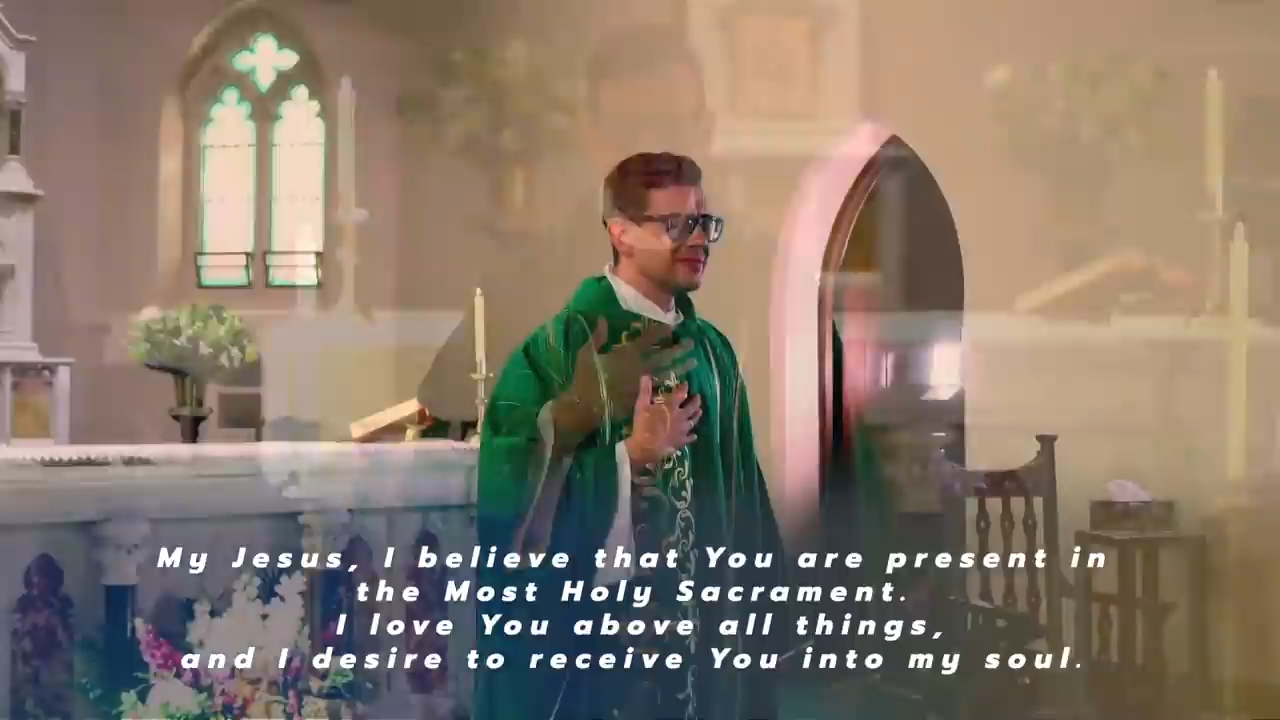 My Jesus, I believe that You are present in
the Most Holy Sacrament.
I love You above all things,
and I desire to receive You into my soul.